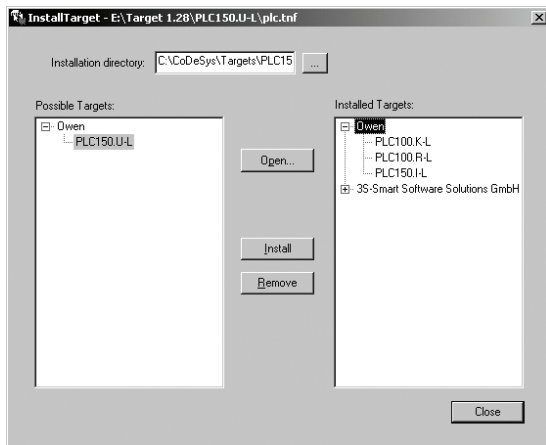 InstallTarget - E:\Target 1.28\PLC150.U-L\plc.tnf
Installation directory: C:\CoDeSys\Targets\PLC15 ...
Possible Targets:
Owen
PLC150.U-L
Open...
Install
Remove
Installed Targets:
Owen
PLC100.K-L
PLC100.R-L
PLC150.I-L
3S-Smart Software Solutions GmbH
Close